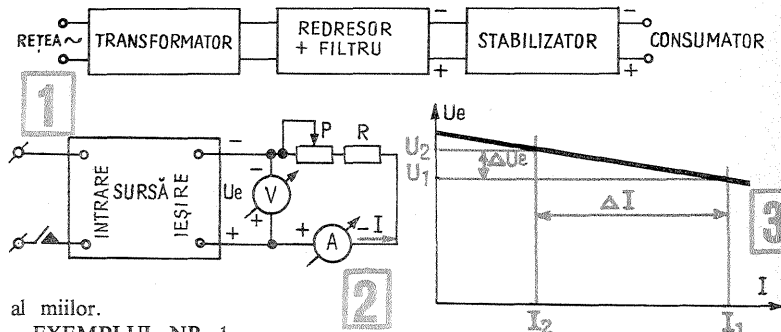 REȚEA ~ TRANSFORMATOR REDRESOR + FILTRU - + STABILIZATOR - + CONSUMATOR
1
INTRARE SURSĂ IEȘIRE - + Ue - V + + A - I P R
2
Ue
U2
ΔUe
U1
ΔI
3
I
I2 I1
al miilor.
EXEMPLUL NR. 1